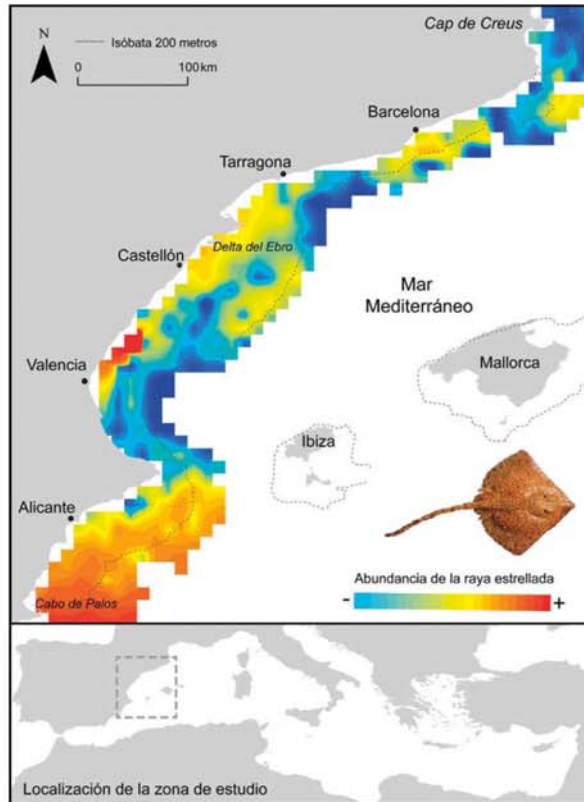 Cap de Creus
N
Isóbata 200 metros
0 100 km
Barcelona
Tarragona
Delta del Ebro
Castellón
Mar
Mediterráneo
Valencia
Mallorca
Ibiza
Alicante
Abundancia de la raya estrellada
- +
Cabo de Palos
Localización de la zona de estudio